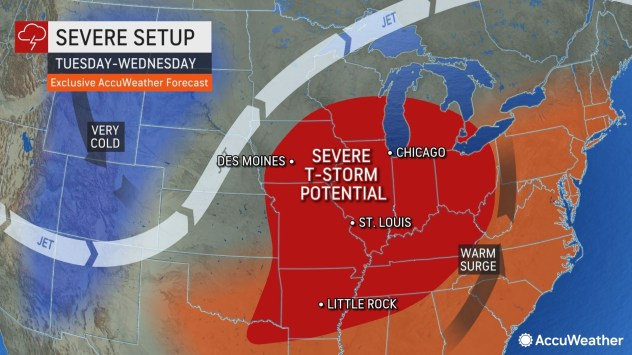 SEVERE SETUP
TUESDAY-WEDNESDAY
Exclusive AccuWeather Forecast
JET
VERY
COLD
DES MOINES
SEVERE
T-STORM
POTENTIAL
CHICAGO
ST. LOUIS
JET
WARM
SURGE
LITTLE ROCK
AccuWeather